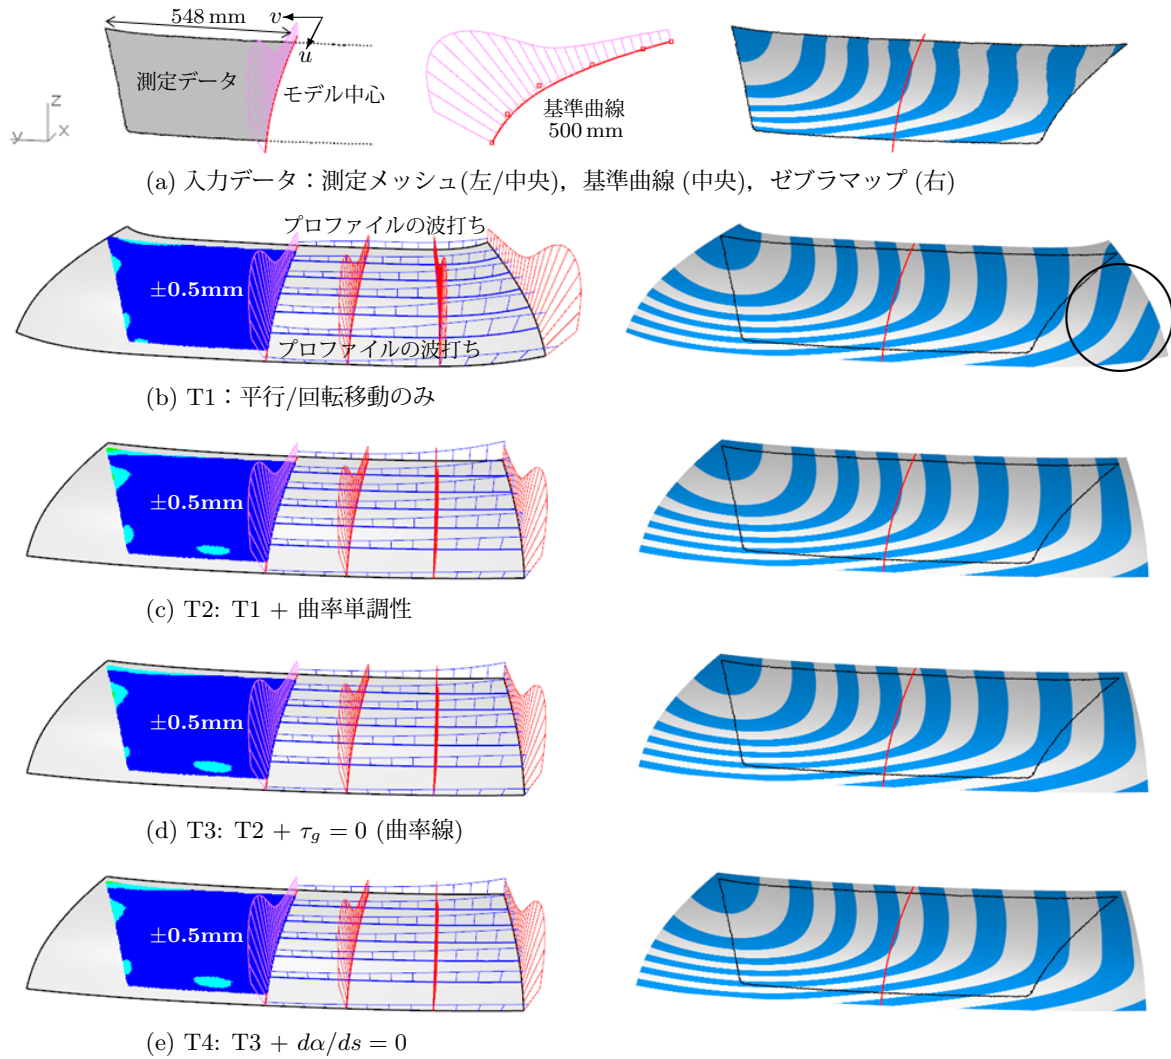 548 mm
v
u
測定データ
モデル中心
z
y
x
基準曲線
500 mm
(a) 入力データ：測定メッシュ(左/中央)，基準曲線 (中央)，ゼブラマップ (右)
プロファイルの波打ち
±0.5mm
プロファイルの波打ち
(b) T1：平行/回転移動のみ
±0.5mm
(c) T2: T1 + 曲率単調性
±0.5mm
(d) T3: T2 + τg = 0 (曲率線)
±0.5mm
(e) T4: T3 + dα/ds = 0